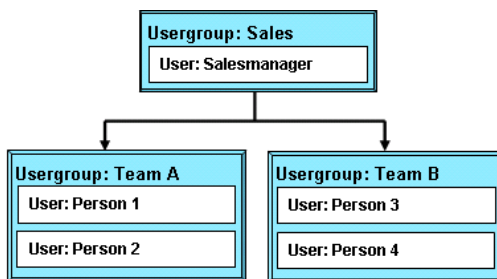 Usergroup: Sales
User: Salesmanager
Usergroup: Team A
User: Person 1
User: Person 2
Usergroup: Team B
User: Person 3
User: Person 4